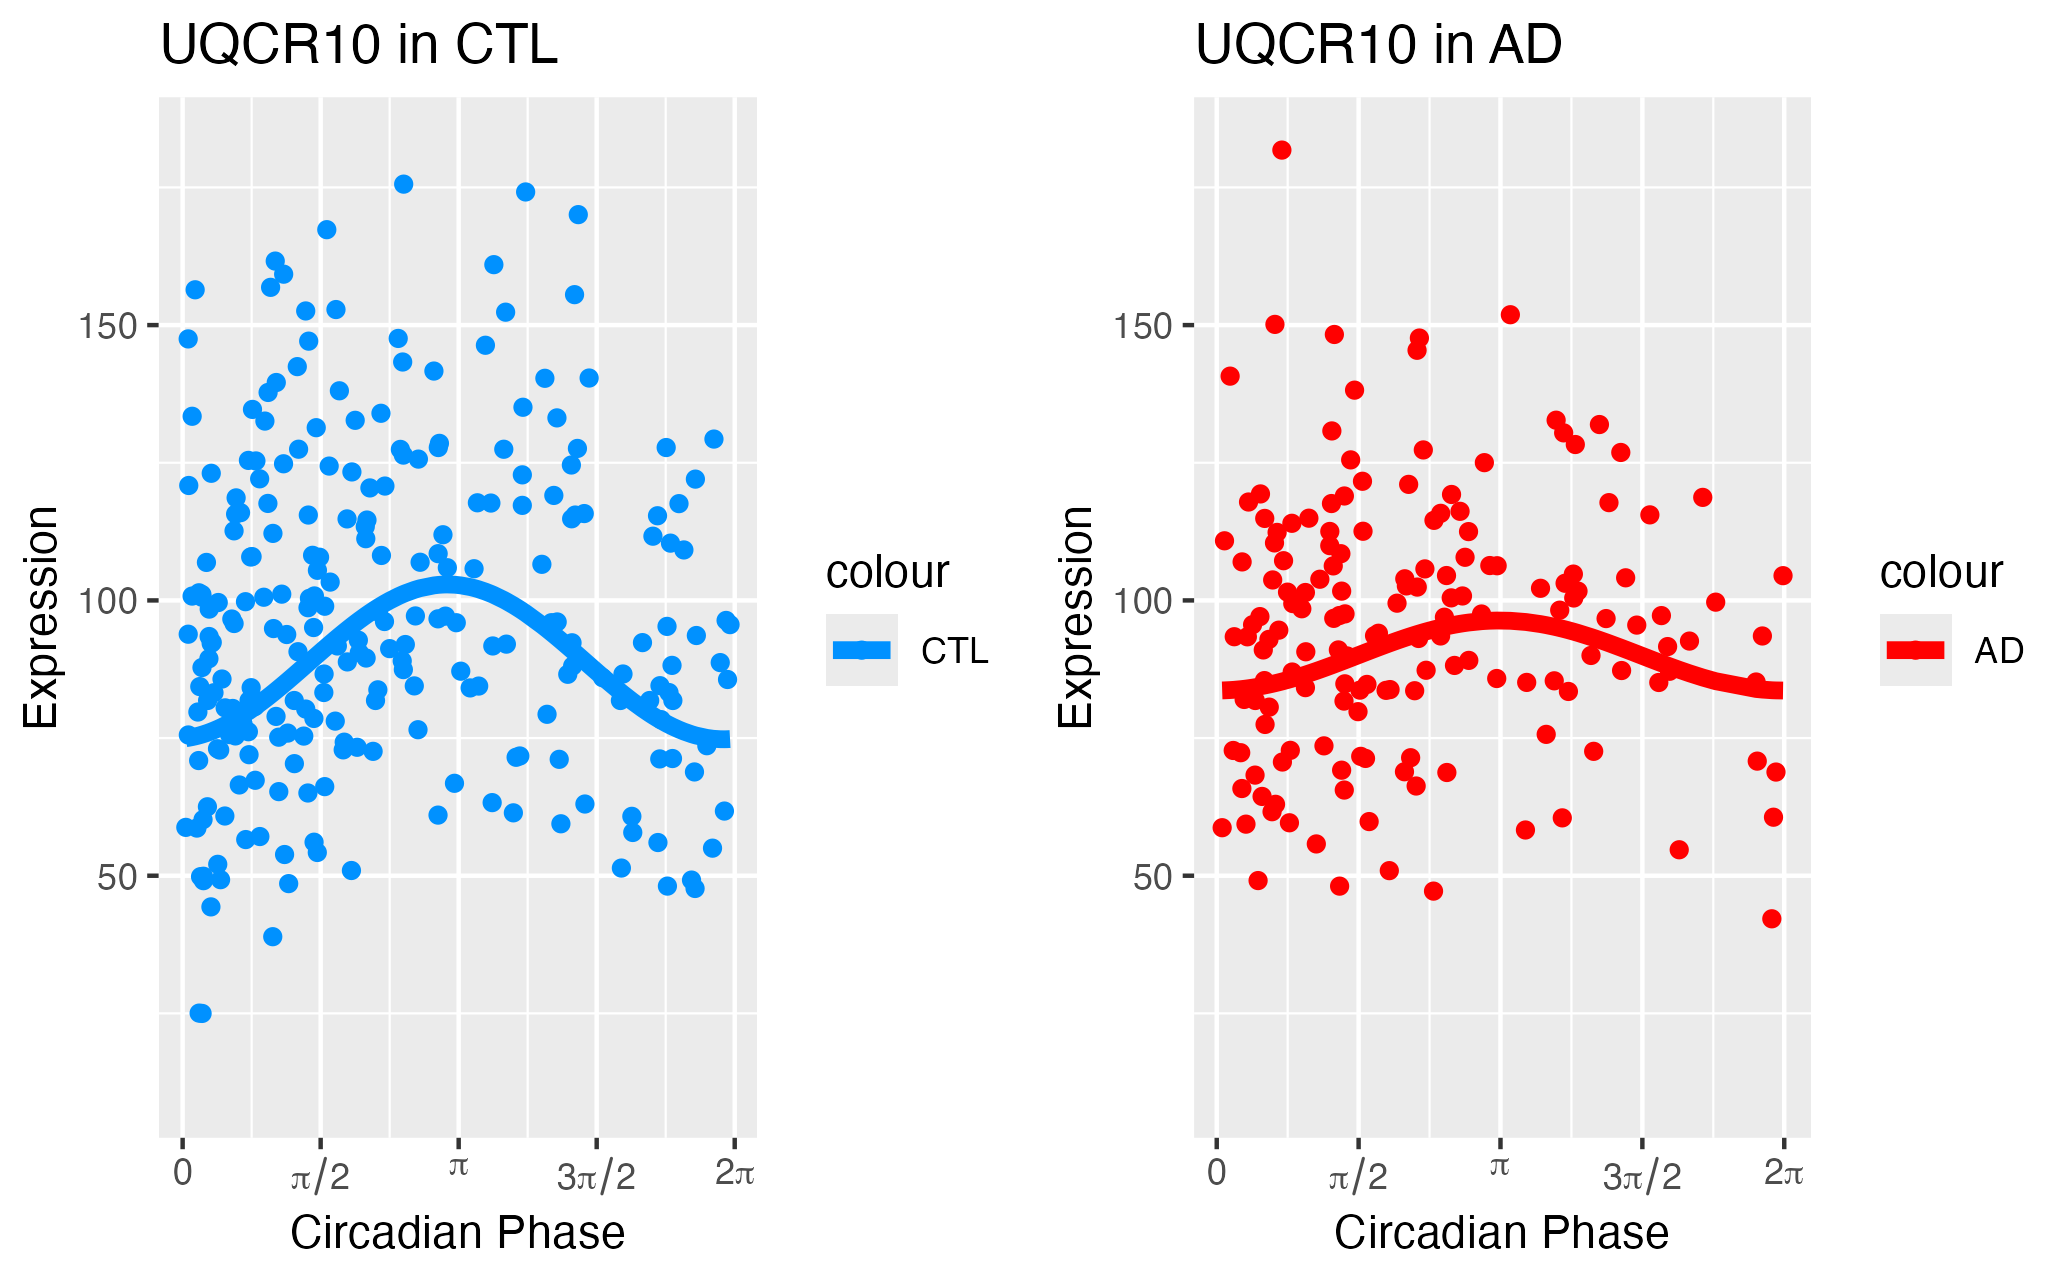 UQCR10 in CTL
Expression
150
100
50
0
π/2
π
3π/2
2π
Circadian Phase
colour
CTL
UQCR10 in AD
Expression
150
100
50
0
π/2
π
3π/2
2π
Circadian Phase
colour
AD